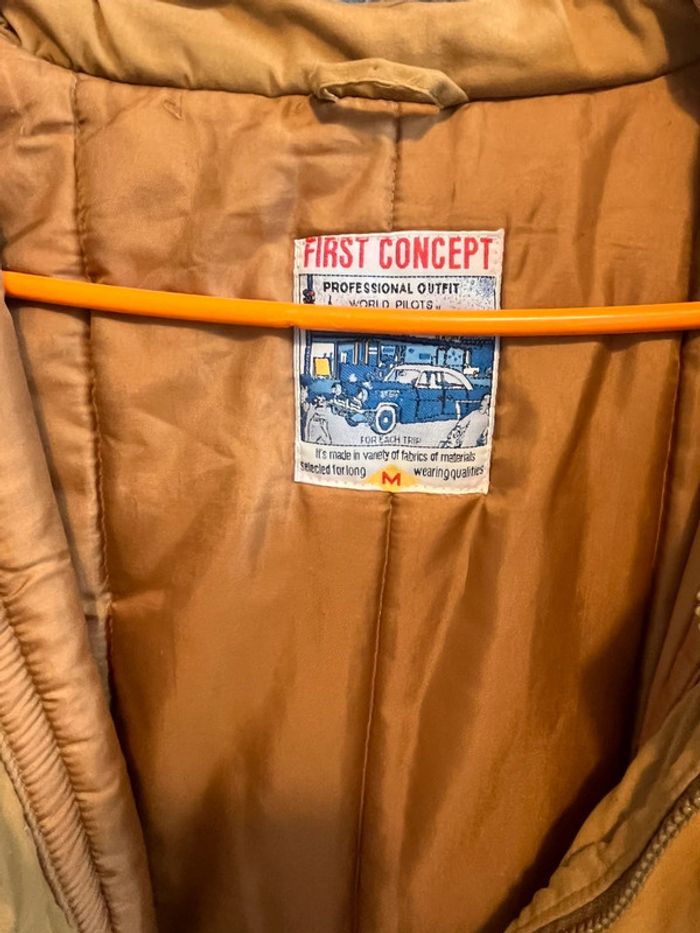 FIRST CONCEPT
PROFESSIONAL OUTFIT
WORLD PILOTS
FOR EACH TRIP
It's made in variety of fabrics of materials
selected for long M wearing qualities